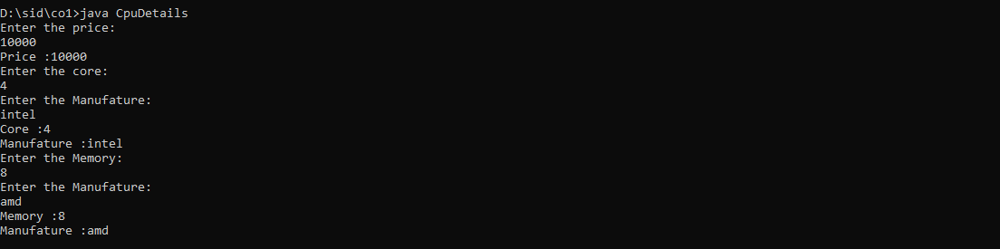 D:\sid\co1>java CpuDetails
Enter the price:
10000
Price :10000
Enter the core:
4
Enter the Manufature:
intel
Core :4
Manufature :intel
Enter the Memory:
8
Enter the Manufature:
amd
Memory :8
Manufature :amd